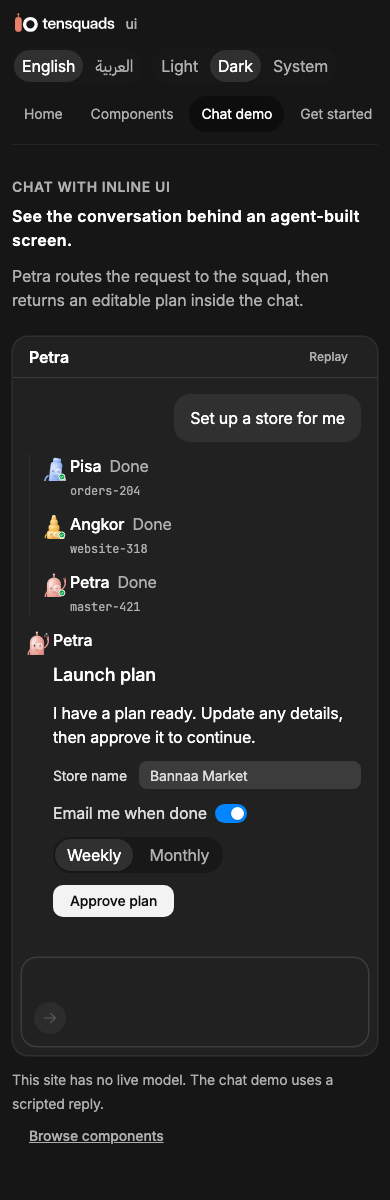 tensquads ui
English العربية Light Dark System
Home Components Chat demo Get started
CHAT WITH INLINE UI
See the conversation behind an agent-built
screen.
Petra routes the request to the squad, then
returns an editable plan inside the chat.
Petra Replay
Set up a store for me
Pisa Done
orders-204
Angkor Done
website-318
Petra Done
master-421
Petra
Launch plan
I have a plan ready. Update any details,
then approve it to continue.
Store name Bannaa Market
Email me when done
Weekly Monthly
Approve plan
This site has no live model. The chat demo uses a
scripted reply.
Browse components